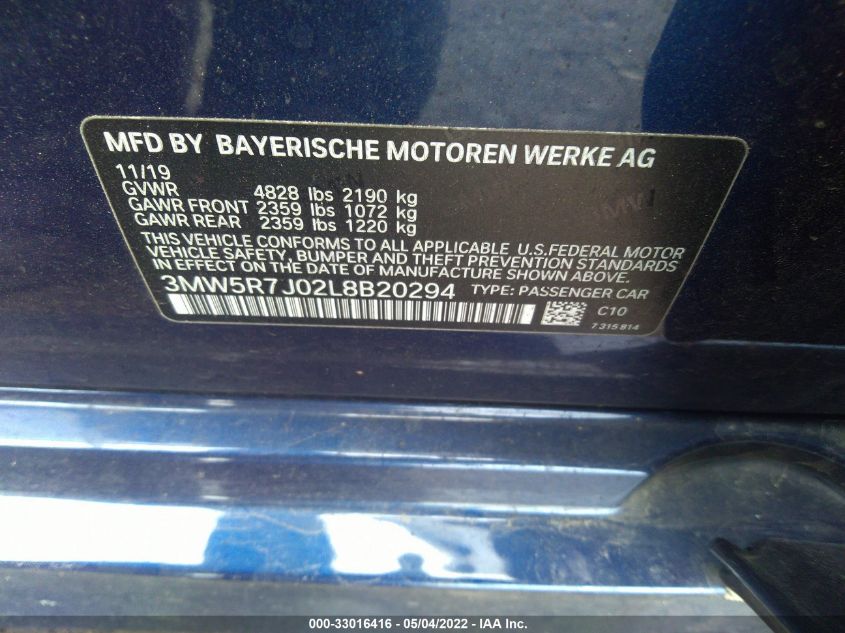 MFD BY BAYERISCHE MOTOREN WERKE AG
11/19
GVWR 4828 lbs 2190 kg
GAWR FRONT 2359 lbs 1072 kg
GAWR REAR 2359 lbs 1220 kg
THIS VEHICLE CONFORMS TO ALL APPLICABLE U.S.FEDERAL MOTOR
VEHICLE SAFETY, BUMPER AND THEFT PREVENTION STANDARDS
IN EFFECT ON THE DATE OF MANUFACTURE SHOWN ABOVE.
3MW5R7J02L8B20294 TYPE: PASSENGER CAR
C10
7 315 814
000-33016416 - 05/04/2022 - IAA Inc.